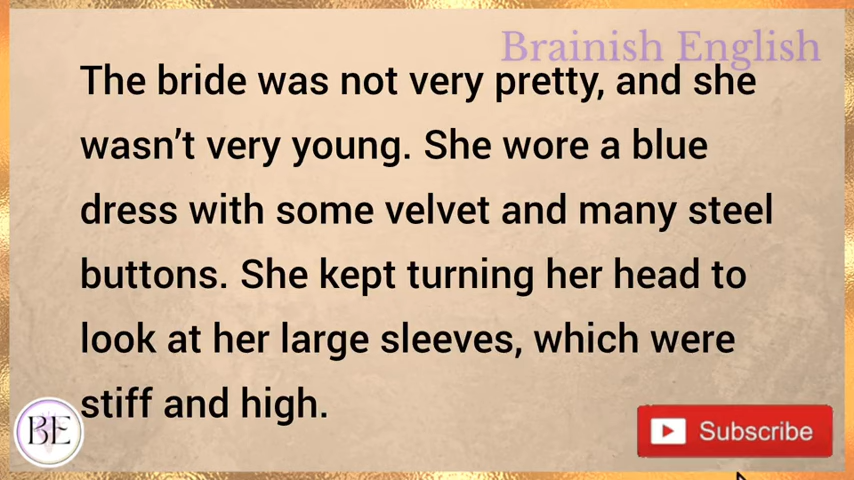 Brainish English
The bride was not very pretty, and she
wasn't very young. She wore a blue
dress with some velvet and many steel
buttons. She kept turning her head to
look at her large sleeves, which were
stiff and high.
BE
Subscribe